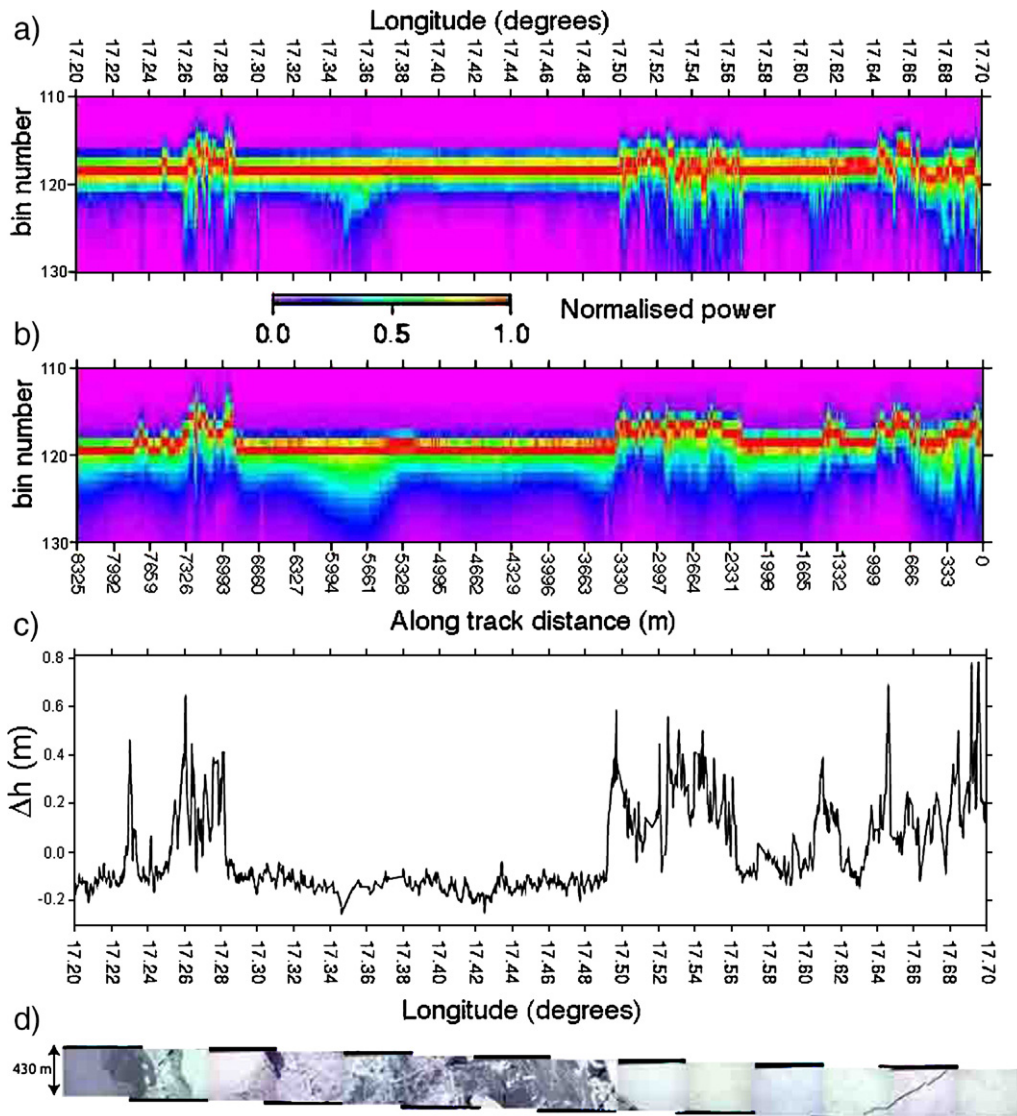 a)
Longitude (degrees)
17.20 17.22 17.24 17.26 17.28 17.30 17.32 17.34 17.36 17.38 17.40 17.42 17.44 17.46 17.48 17.50 17.52 17.54 17.56 17.58 17.60 17.62 17.64 17.66 17.68 17.70
bin number
110
120
130
0.0 0.5 1.0
Normalised power
b)
bin number
110
120
130
8325 7992 7659 7326 6993 6660 6327 5994 5661 5328 4995 4662 4329 3996 3663 3330 2997 2664 2331 1998 1665 1332 999 666 333 0
Along track distance (m)
c)
Δh (m)
0.8
0.6
0.4
0.2
0.0
-0.2
17.20 17.22 17.24 17.26 17.28 17.30 17.32 17.34 17.36 17.38 17.40 17.42 17.44 17.46 17.48 17.50 17.52 17.54 17.56 17.58 17.60 17.62 17.64 17.66 17.68 17.70
Longitude (degrees)
d)
430 m